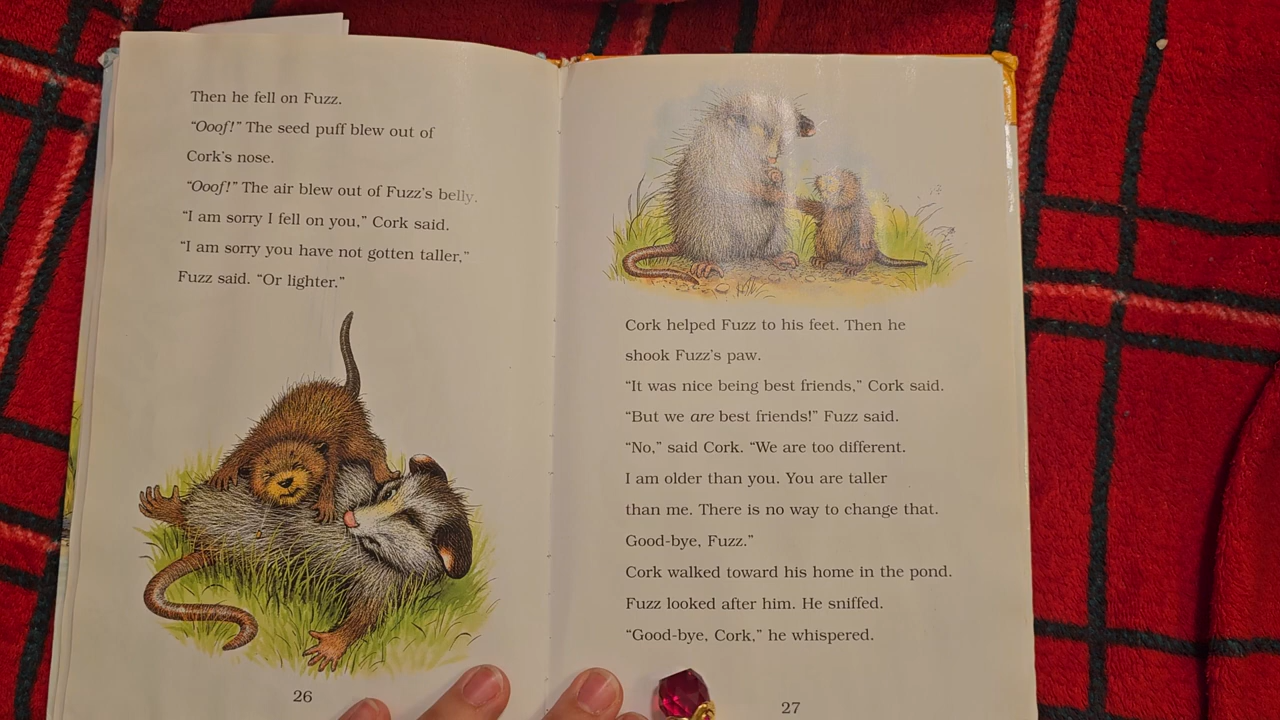 Then he fell on Fuzz.
“Ooof!” The seed puff blew out of
Cork’s nose.
“Ooof!” The air blew out of Fuzz’s belly.
“I am sorry I fell on you,” Cork said.
“I am sorry you have not gotten taller,”
Fuzz said. “Or lighter.”
26
Cork helped Fuzz to his feet. Then he
shook Fuzz’s paw.
“It was nice being best friends,” Cork said.
“But we are best friends!” Fuzz said.
“No,” said Cork. “We are too different.
I am older than you. You are taller
than me. There is no way to change that.
Good-bye, Fuzz.”
Cork walked toward his home in the pond.
Fuzz looked after him. He sniffed.
“Good-bye, Cork,” he whispered.
27